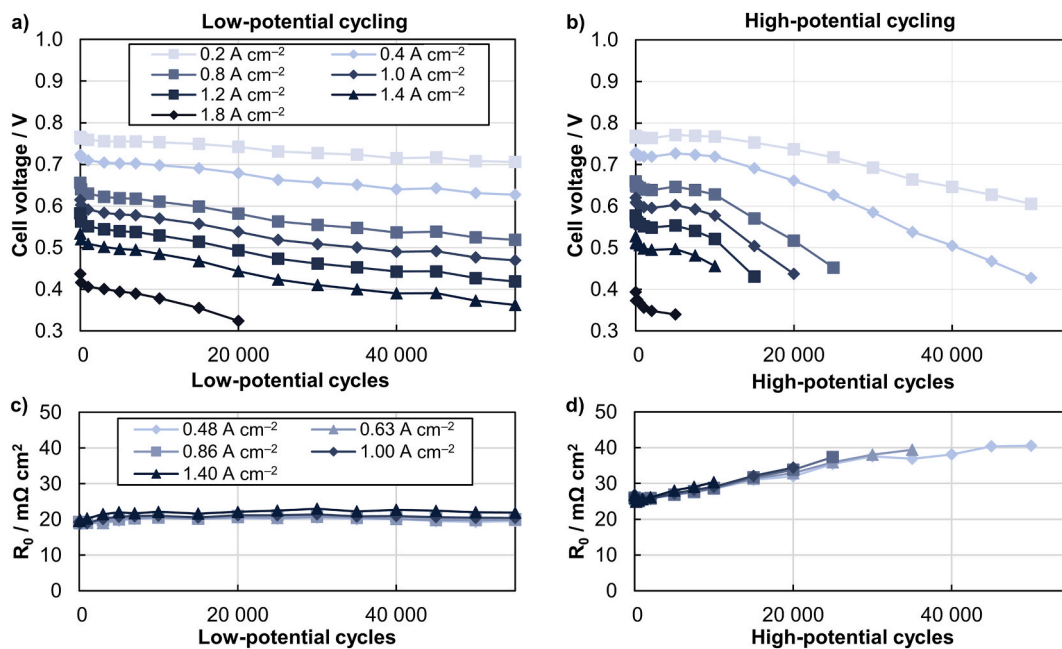 a) Low-potential cycling
1.0
0.9
0.8
0.7
0.6
0.5
0.4
0.3
Cell voltage / V
0.2 A cm⁻² 0.4 A cm⁻²
0.8 A cm⁻² 1.0 A cm⁻²
1.2 A cm⁻² 1.4 A cm⁻²
1.8 A cm⁻²
0 20 000 40 000
Low-potential cycles
b) High-potential cycling
1.0
0.9
0.8
0.7
0.6
0.5
0.4
0.3
Cell voltage / V
0 20 000 40 000
High-potential cycles
c)
50
40
30
20
10
0
R₀ / mΩ cm²
0.48 A cm⁻² 0.63 A cm⁻²
0.86 A cm⁻² 1.00 A cm⁻²
1.40 A cm⁻²
0 20 000 40 000
Low-potential cycles
d)
50
40
30
20
10
0
R₀ / mΩ cm²
0 20 000 40 000
High-potential cycles